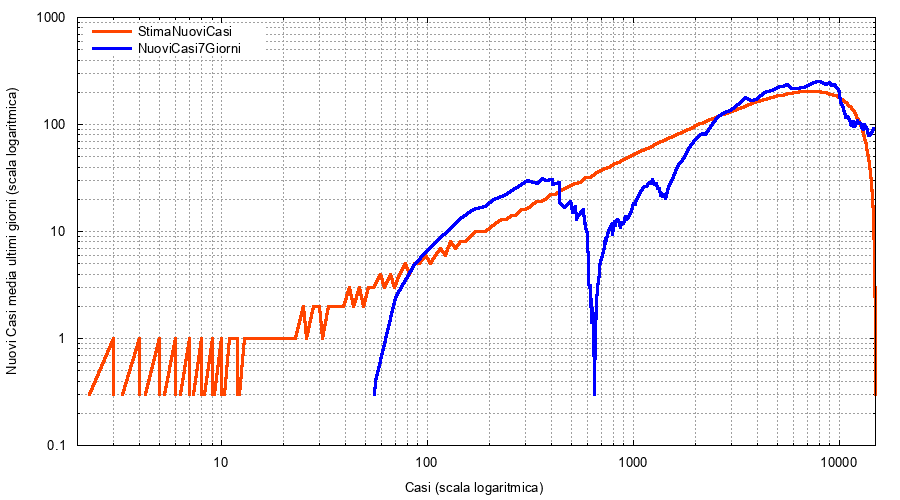 1000
StimaNuoviCasi
NuoviCasi7Giorni
100
10
1
0.1
Nuovi Casi media ultimi giorni (scala logaritmica)
10
100
1000
10000
Casi (scala logaritmica)